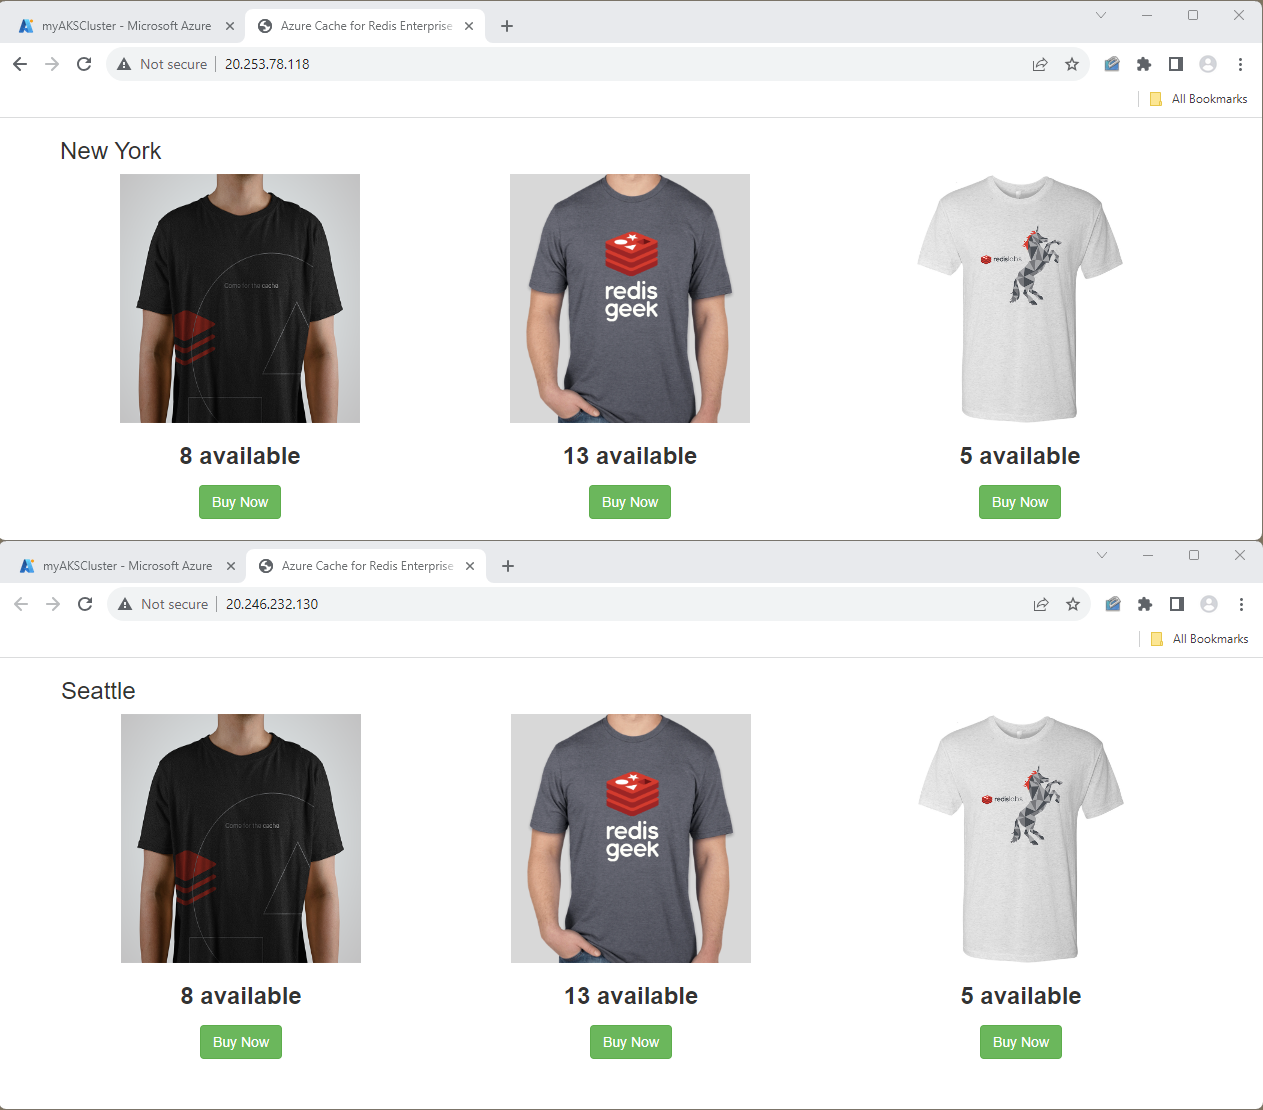 myAKSCluster - Microsoft Azure
Azure Cache for Redis Enterprise
Not secure
20.253.78.118
All Bookmarks
New York
Come for the cache
redis
geek
redislabs
8 available
13 available
5 available
Buy Now
Buy Now
Buy Now
myAKSCluster - Microsoft Azure
Azure Cache for Redis Enterprise
Not secure
20.246.232.130
All Bookmarks
Seattle
Come for the cache
redis
geek
redislabs
8 available
13 available
5 available
Buy Now
Buy Now
Buy Now